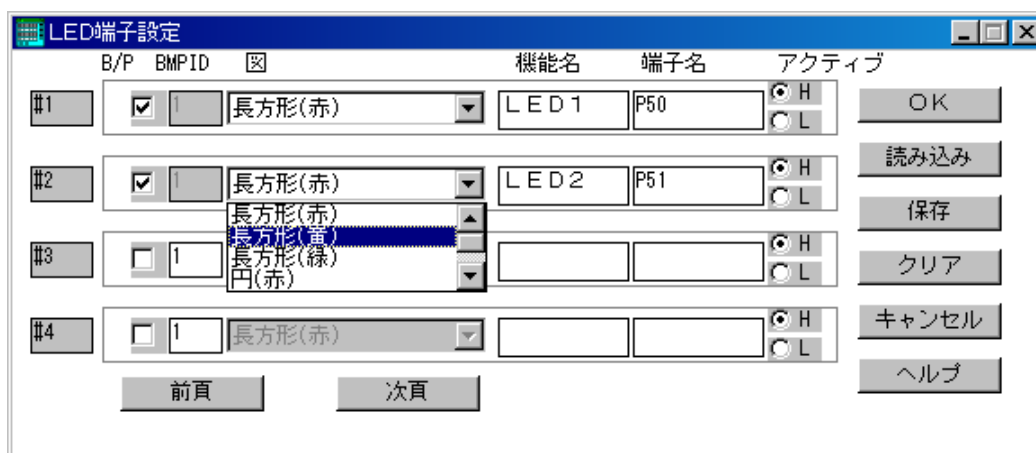 LED端子設定
B/P BMPID 図 機能名 端子名 アクティブ
#1 1 長方形(赤) LED1 P50 H
L
OK
読み込み
#2 1 長方形(赤) LED2 P51 H
L
保存
長方形(赤)
長方形(黄)
長方形(緑)
円(赤)
#3 1 H
L
クリア
#4 1 長方形(赤) H
L
キャンセル
ヘルプ
前頁 次頁